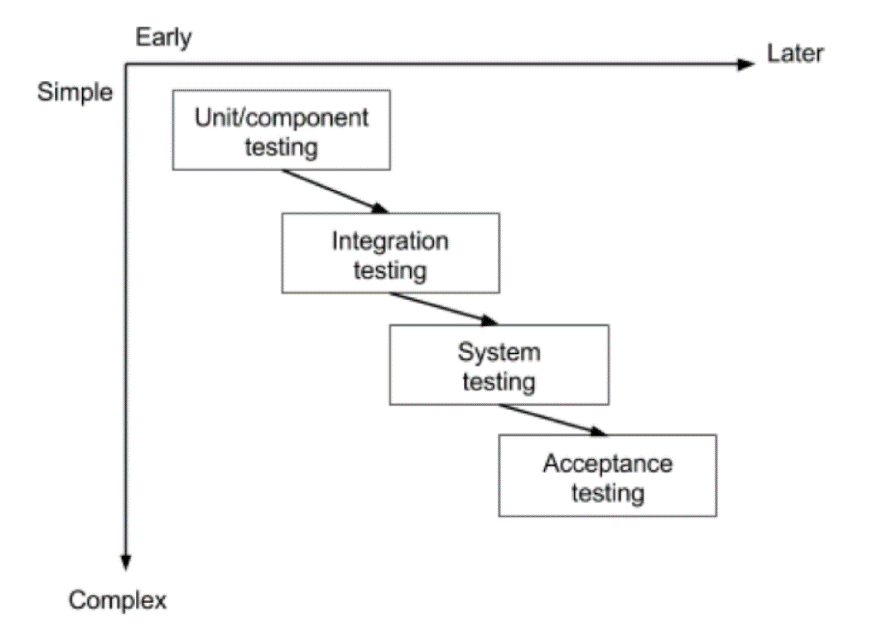 Early
Later
Simple
Unit/component
testing
Integration
testing
System
testing
Acceptance
testing
Complex